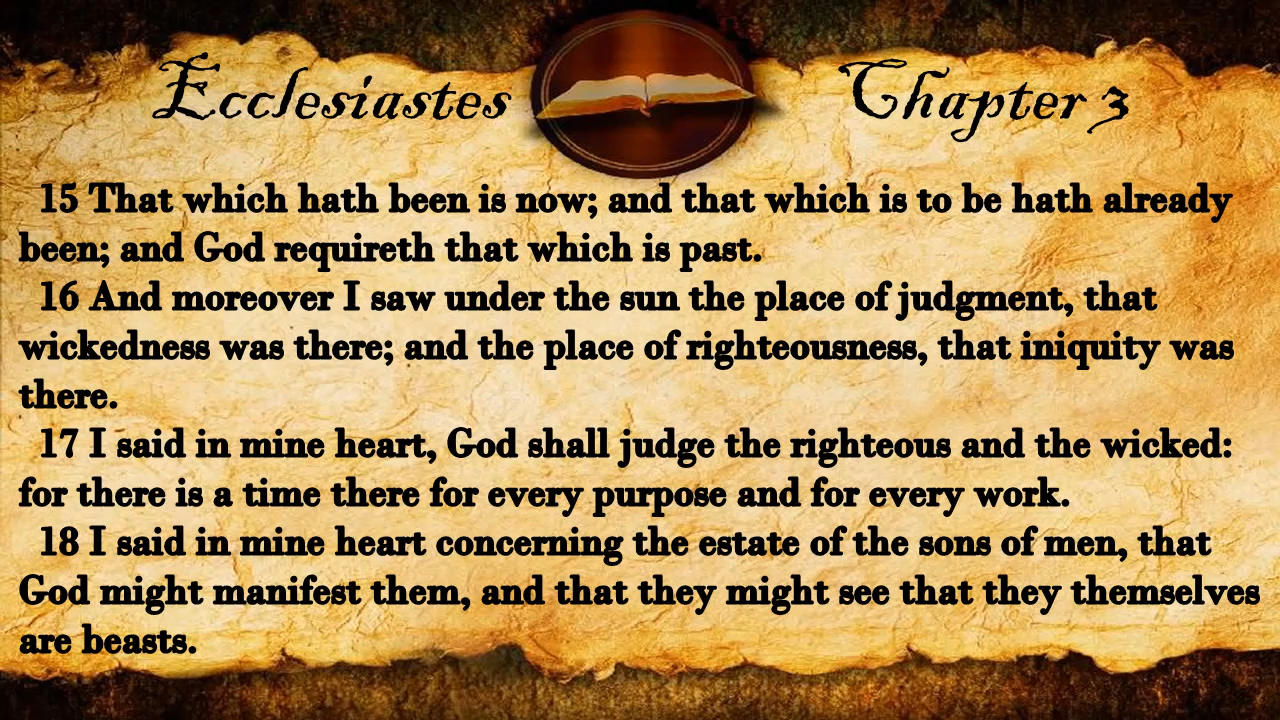 Ecclesiastes Chapter 3
15 That which hath been is now; and that which is to be hath already
been; and God requireth that which is past.
16 And moreover I saw under the sun the place of judgment, that
wickedness was there; and the place of righteousness, that iniquity was
there.
17 I said in mine heart, God shall judge the righteous and the wicked:
for there is a time there for every purpose and for every work.
18 I said in mine heart concerning the estate of the sons of men, that
God might manifest them, and that they might see that they themselves
are beasts.